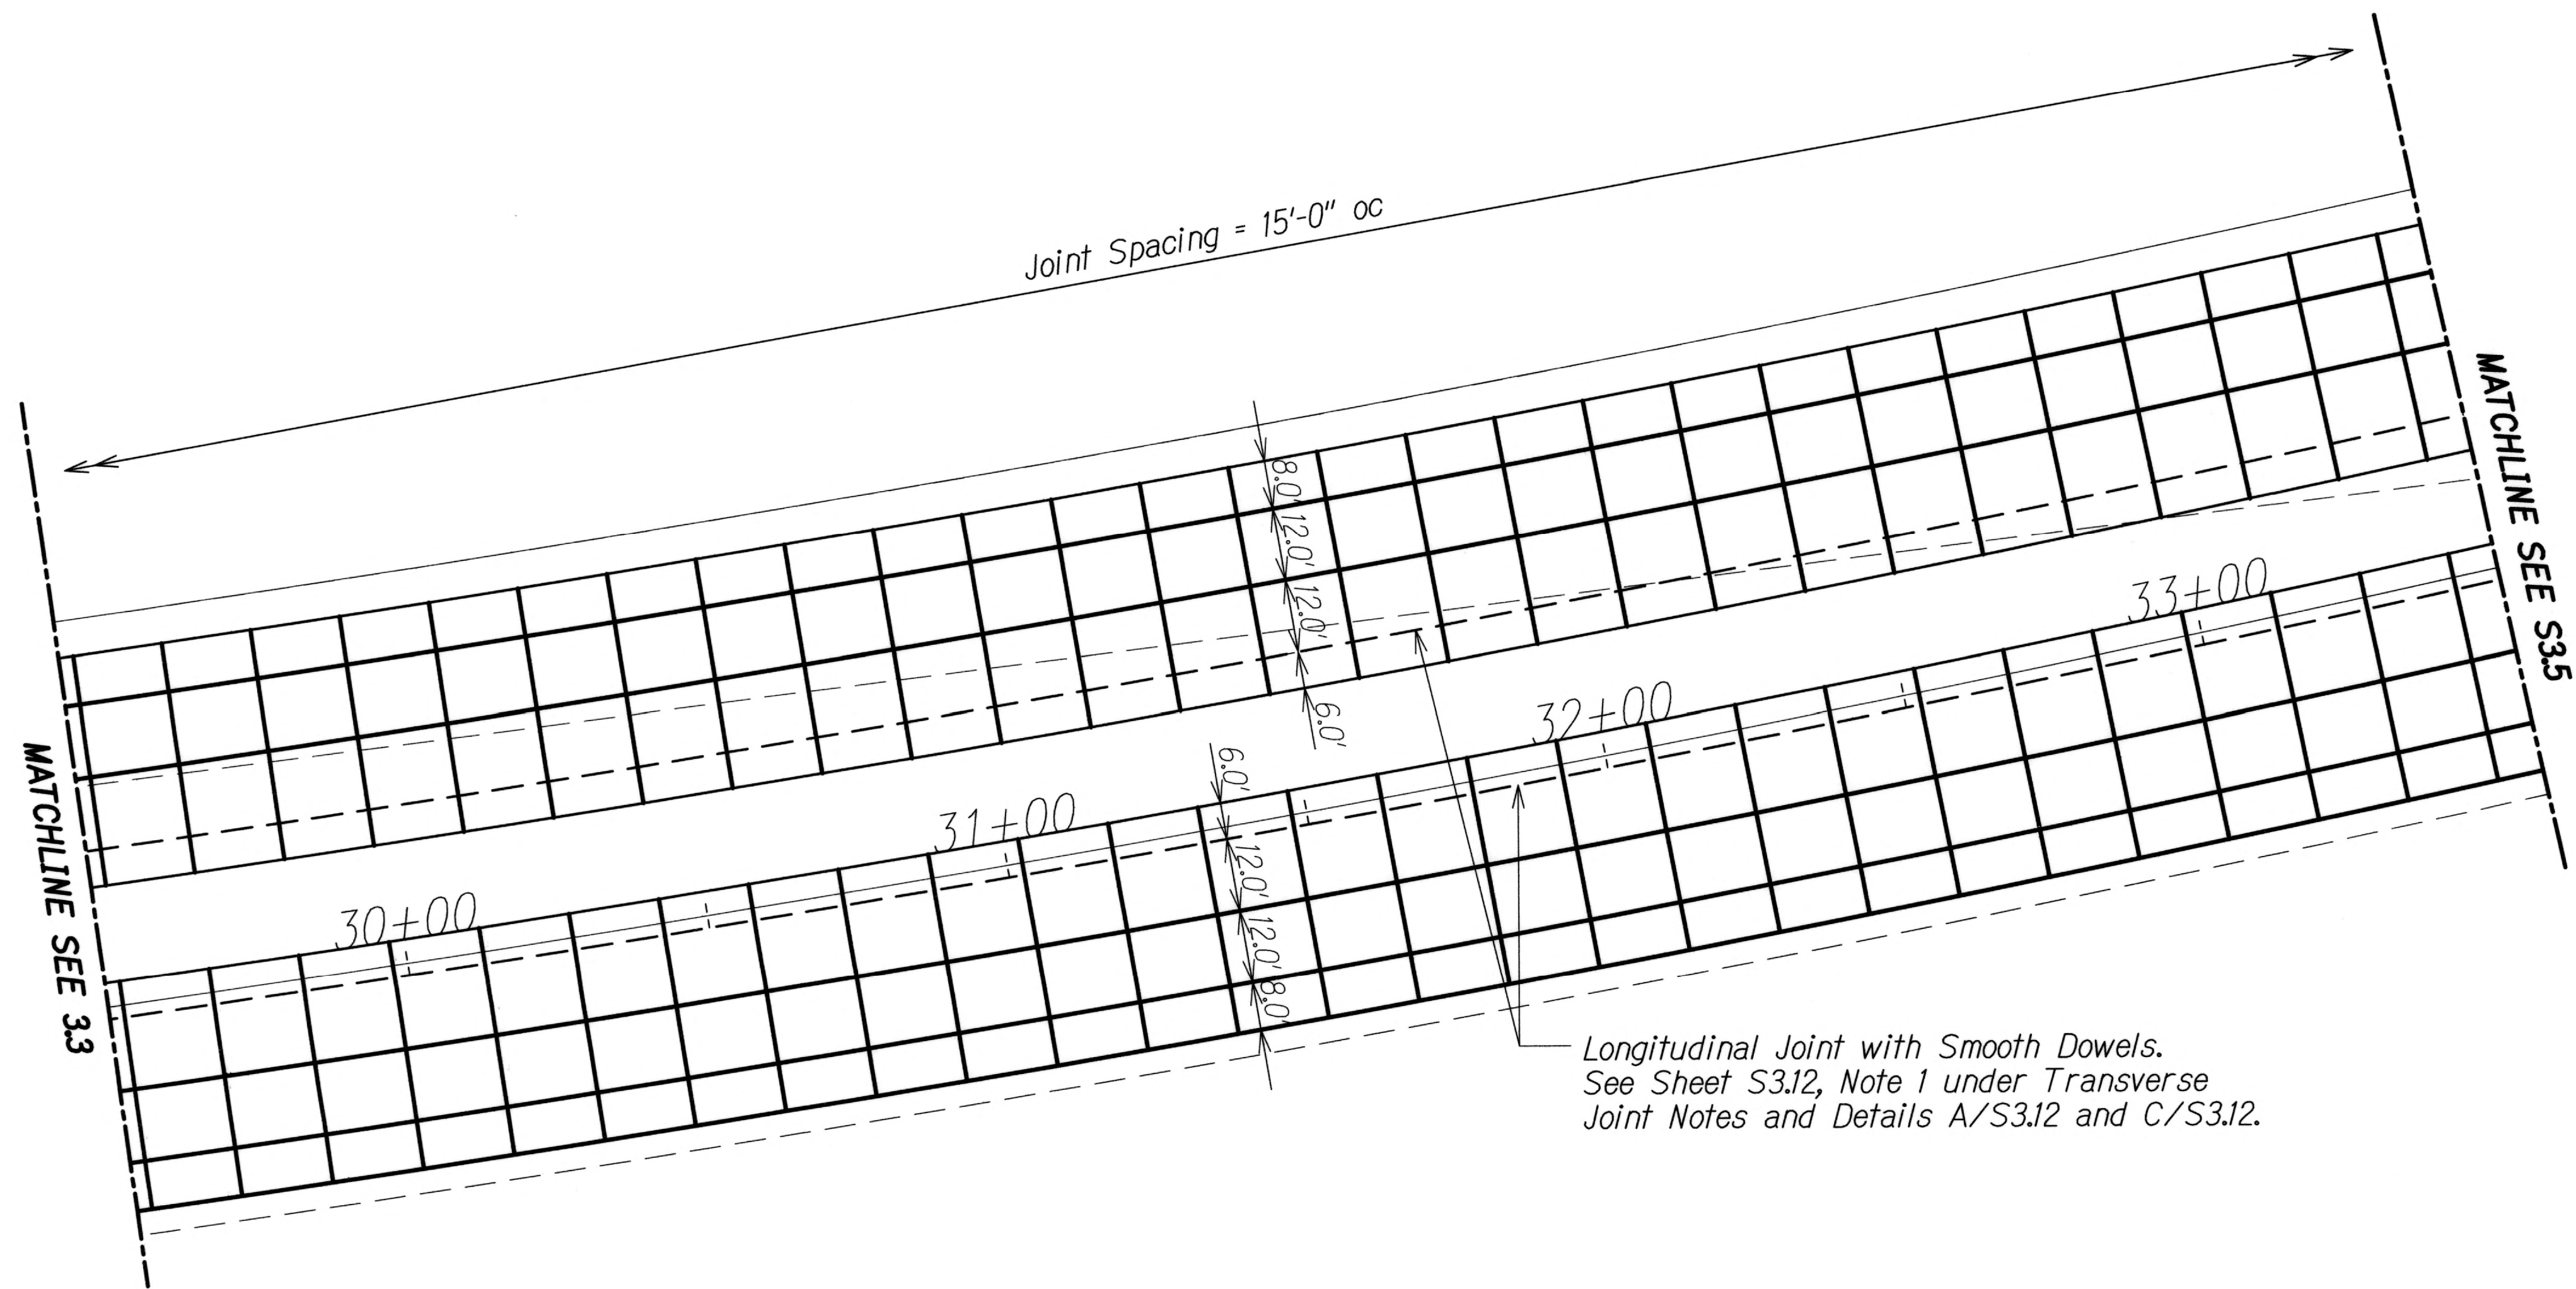 Joint Spacing = 15'-0" oc
MATCHLINE SEE 3.3
MATCHLINE SEE S3.5
8.0'
12.0'
12.0'
6.0'
33+00
32+00
6.0'
31+00
12.0'
30+00
12.0'
8.0'
Longitudinal Joint with Smooth Dowels.
See Sheet S3.12, Note 1 under Transverse
Joint Notes and Details A/S3.12 and C/S3.12.